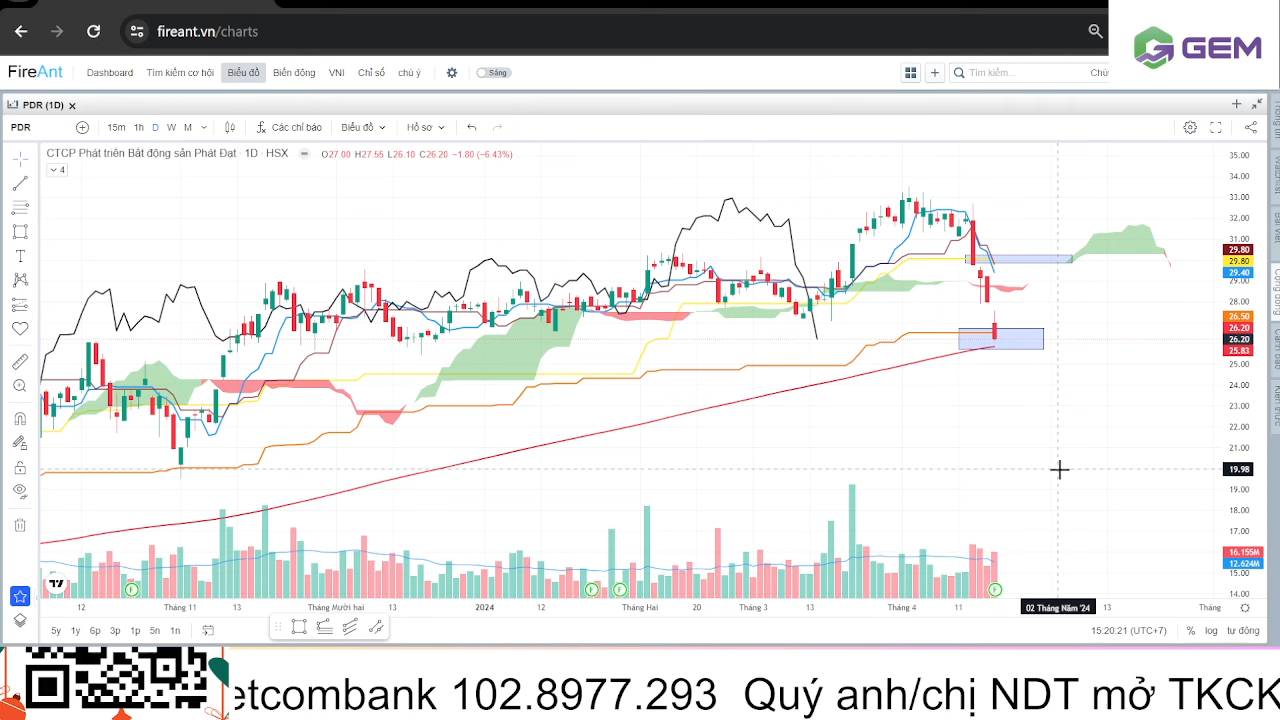 fireant.vn/charts
GEM
FireAnt Dashboard Tìm kiếm cơ hội Biểu đồ Biến động VNI Chỉ số chú ý Sáng Tìm kiếm... Chứ
PDR (1D)
PDR 15m 1h D W M Các chỉ báo Biểu đồ Hồ sơ
CTCP Phát triển Bất động sản Phát Đạt · 1D · HSX O27.00 H27.55 L26.10 C26.20 -1.80 (-6.43%)
4
35.00
34.00
33.00
32.00
31.00
29.80
29.80
29.40
29.00
28.00
26.50
26.20
26.20
25.83
25.00
24.00
23.00
22.00
21.00
19.98
19.00
18.00
17.00
16.155M
12.624M
15.00
14.00
F F F F
12 Tháng 11 13 Tháng Mười hai 13 2024 12 Tháng Hai 20 Tháng 3 13 Tháng 4 11 02 Tháng Năm '24 13 Tháng
5y 1y 6p 3p 1p 5n 1n 15:20:21 (UTC+7) % log tự động
etcombank 102.8977.293 Quý anh/chị NDT mở TKCK